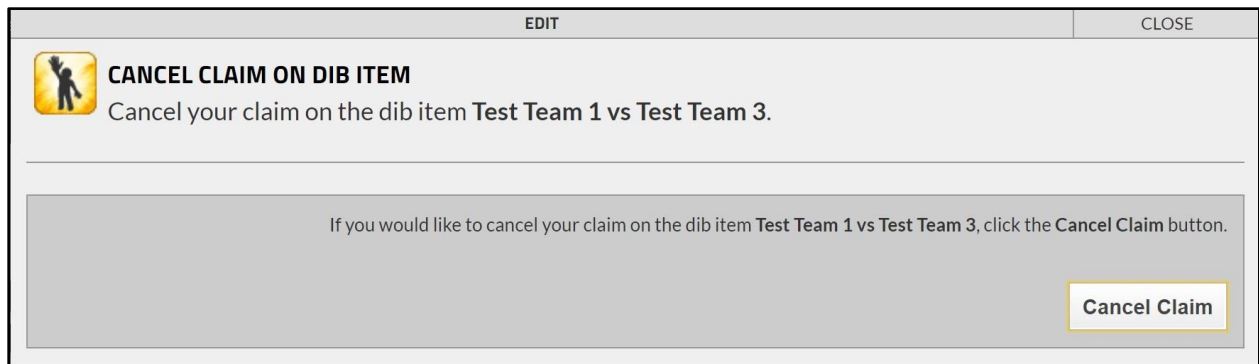 EDIT
CLOSE
CANCEL CLAIM ON DIB ITEM
Cancel your claim on the dib item Test Team 1 vs Test Team 3.
If you would like to cancel your claim on the dib item Test Team 1 vs Test Team 3, click the Cancel Claim button.
Cancel Claim